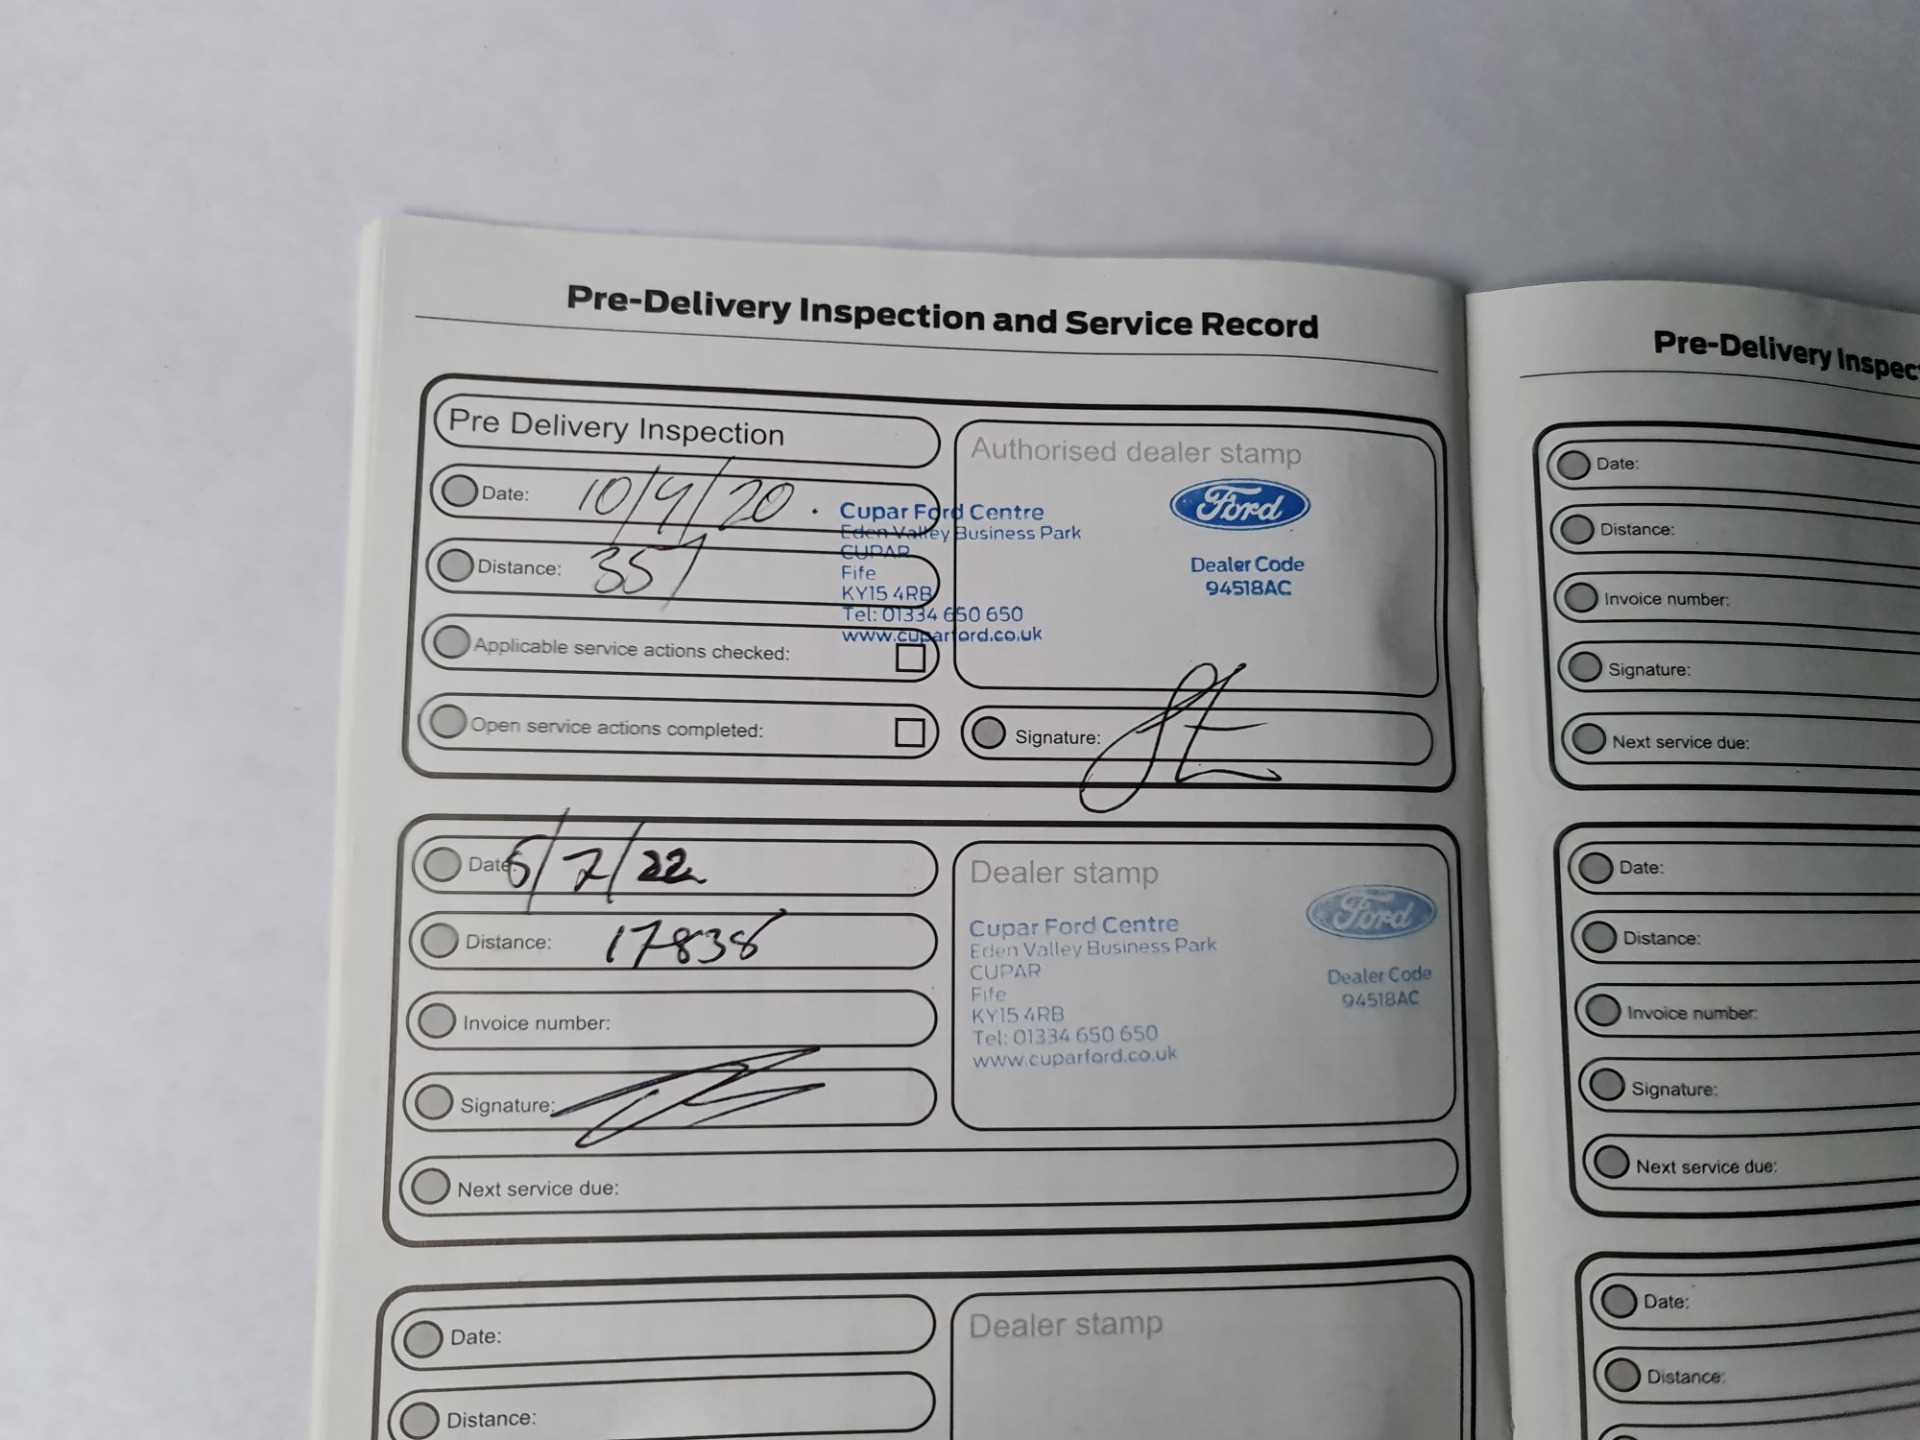 Pre-Delivery Inspection and Service Record
Pre Delivery Inspection
Date: 10/9/20.
Distance: 351
Applicable service actions checked:
Open service actions completed:
Authorised dealer stamp
Cupar Ford Centre
Eden Valley Business Park
CUPAR
Fife
KY15 4RB
Tel: 01334 650 650
www.cuparford.co.uk
Ford
Dealer Code
94518AC
Signature:
Date: 5/7/22
Distance: 17838
Invoice number:
Signature:
Next service due:
Dealer stamp
Cupar Ford Centre
Eden Valley Business Park
CUPAR
Fife
KY15 4RB
Tel: 01334 650 650
www.cuparford.co.uk
Ford
Dealer Code
94518AC
Date:
Distance:
Dealer stamp
Pre-Delivery Inspec
Date:
Distance:
Invoice number:
Signature:
Next service due:
Date:
Distance:
Invoice number:
Signature:
Next service due:
Date:
Distance: